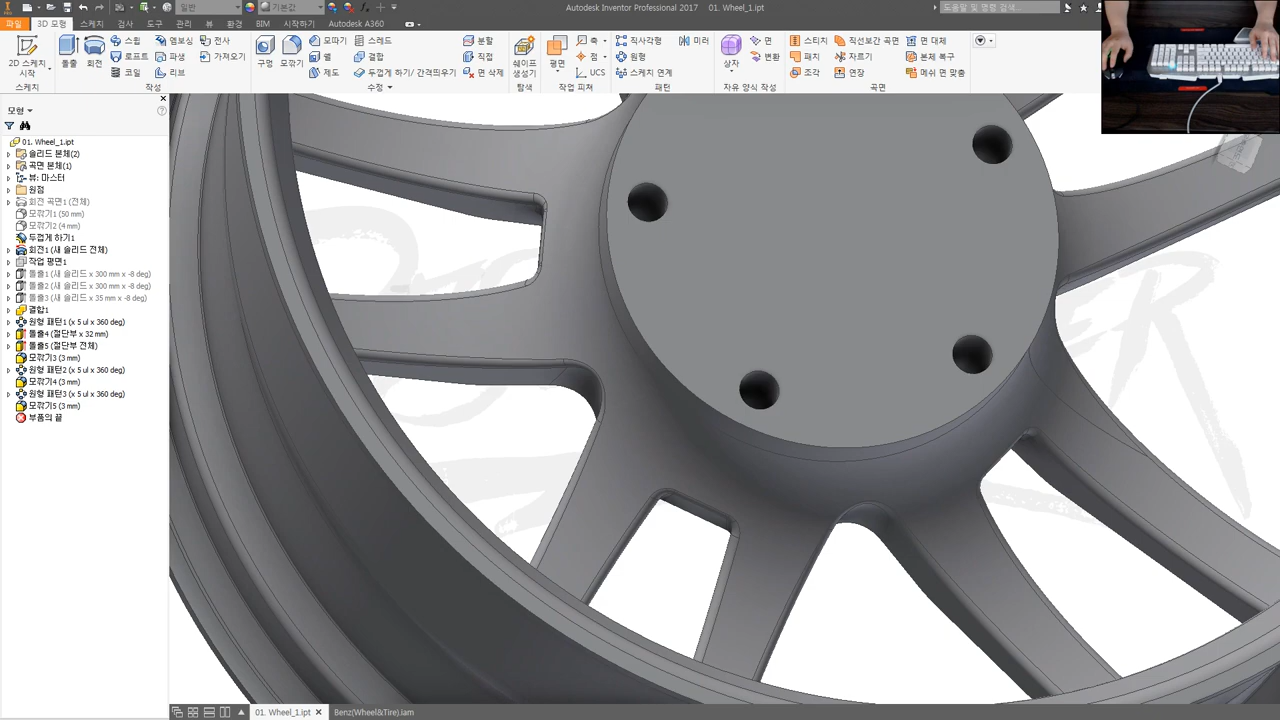 일반 기본값 Autodesk Inventor Professional 2017 01. Wheel_1.ipt 도움말 및 명령 검색...
파일 3D 모형 스케치 검사 도구 관리 뷰 환경 BIM 시작하기 Autodesk A360
2D 스케치 시작
스케치
돌출 회전 스윕 엠보싱 전사
로프트 파생 가져오기
코일 리브
작성
구멍 모깎기 모따기 스레드 분할
쉘 결합 직접
제도 두껍게 하기/ 간격띄우기 면 삭제
수정
쉐이프 생성기
탐색
평면 축
점
UCS
작업 피쳐
직사각형 미러
원형
스케치 연계
패턴
상자 면
변환
자유 양식 작성
스티치 직선보간 곡면 면 대체
패치 자르기 본체 복구
조각 연장 메쉬 면 맞춤
곡면
모형
01. Wheel_1.ipt
솔리드 본체(2)
곡면 본체(1)
뷰: 마스터
원점
회전 곡면1 (전체)
모깎기1 (50 mm)
모깎기2 (4 mm)
두껍게 하기1
회전1 (새 솔리드 전체)
작업 평면1
돌출1 (새 솔리드 x 300 mm x -8 deg)
돌출2 (새 솔리드 x 300 mm x -8 deg)
돌출3 (새 솔리드 x 35 mm x -8 deg)
결합1
원형 패턴1 (x 5 ul x 360 deg)
돌출4 (절단부 x 32 mm)
돌출5 (절단부 전체)
모깎기3 (3 mm)
원형 패턴2 (x 5 ul x 360 deg)
모깎기4 (3 mm)
원형 패턴3 (x 5 ul x 360 deg)
모깎기5 (3 mm)
부품의 끝
01. Wheel_1.ipt Benz(Wheel&Tire).iam